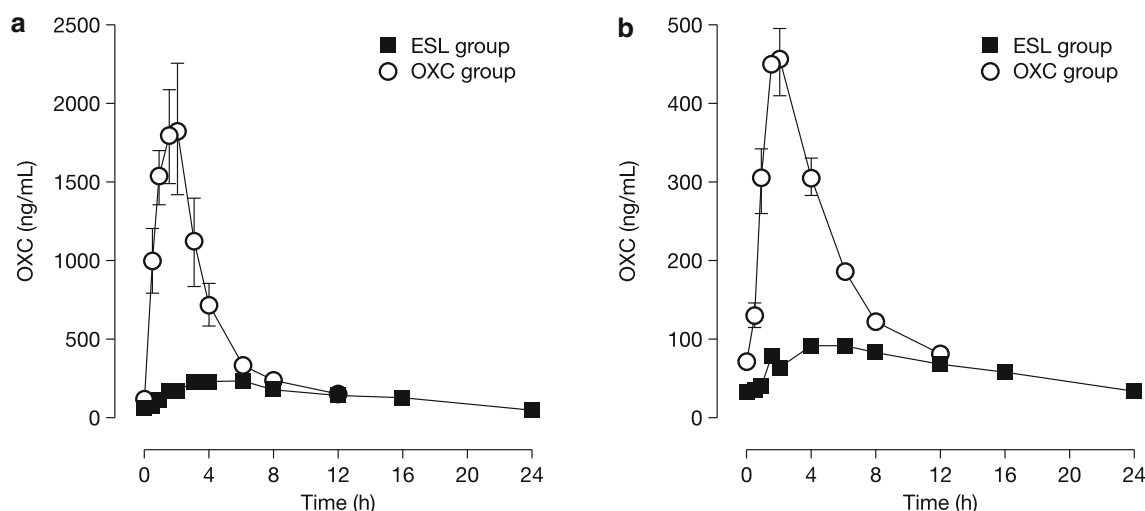 a
2500
2000
1500
1000
500
0
OXC (ng/mL)
ESL group
OXC group
0 4 8 12 16 20 24
Time (h)
b
500
400
300
200
100
0
OXC (ng/mL)
ESL group
OXC group
0 4 8 12 16 20 24
Time (h)